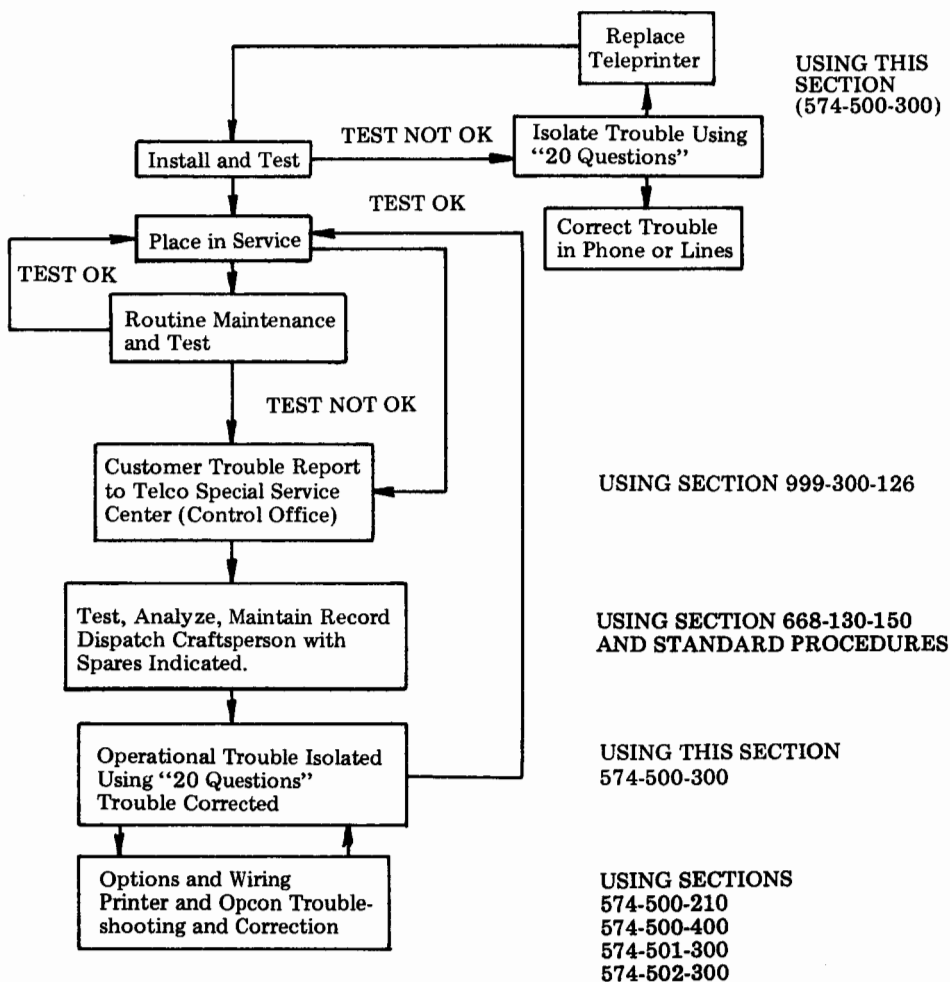 Replace
Teleprinter
USING THIS
SECTION
(574-500-300)
TEST NOT OK
Isolate Trouble Using
“20 Questions”
Install and Test
TEST OK
Correct Trouble
in Phone or Lines
Place in Service
TEST OK
Routine Maintenance
and Test
TEST NOT OK
Customer Trouble Report
to Telco Special Service
Center (Control Office)
USING SECTION 999-300-126
Test, Analyze, Maintain Record
Dispatch Craftsperson with
Spares Indicated.
USING SECTION 668-130-150
AND STANDARD PROCEDURES
Operational Trouble Isolated
Using “20 Questions”
Trouble Corrected
USING THIS SECTION
574-500-300
Options and Wiring
Printer and Opcon Trouble-
shooting and Correction
USING SECTIONS
574-500-210
574-500-400
574-501-300
574-502-300